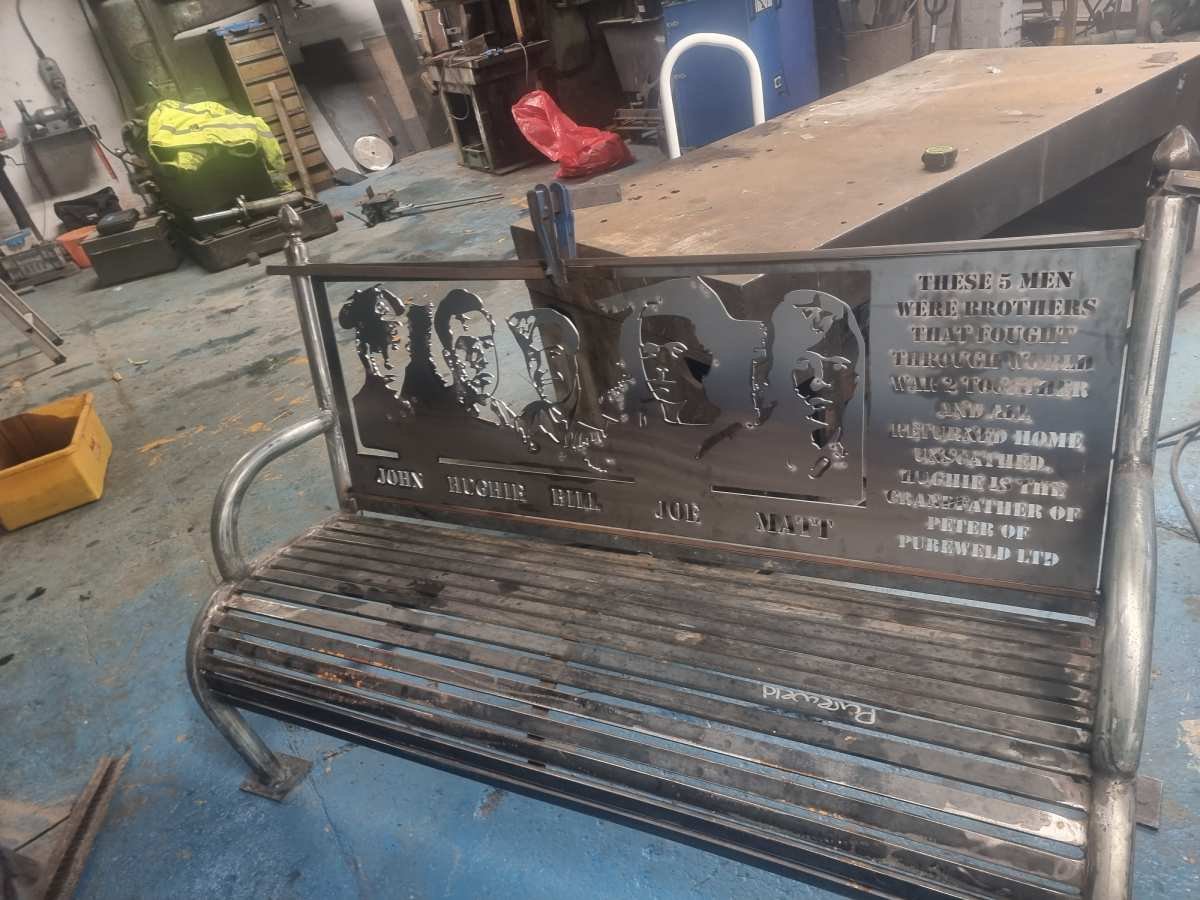 THESE 5 MEN
WERE BROTHERS
THAT FOUGHT
THROUGH WORLD
WAR 2 TOGETHER
AND ALL
RETURNED HOME
UNSCATHED.
HUGHIE IS THE
GRANDFATHER OF
PETER OF
PUREWELD LTD
JOHN HUGHIE BILL JOE MATT
Pureweld